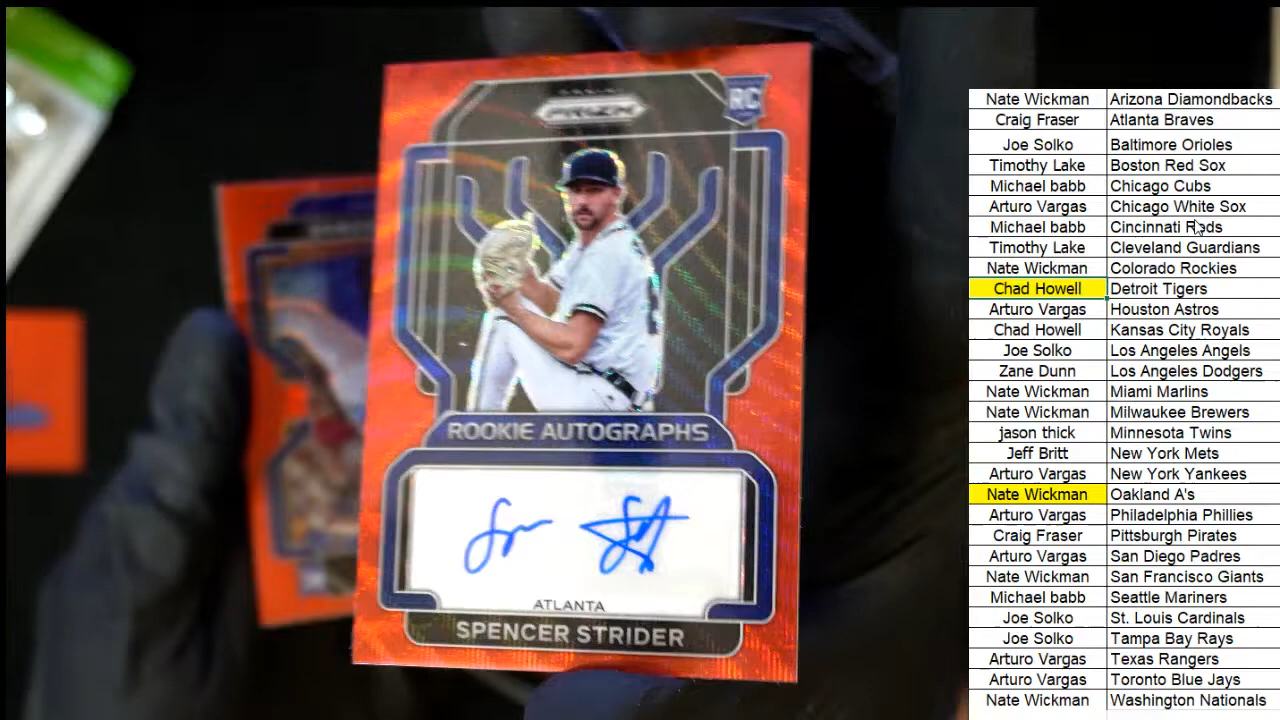 PANINI
PRIZM
RC
ROOKIE AUTOGRAPHS
ATLANTA
SPENCER STRIDER
Nate Wickman Arizona Diamondbacks
Craig Fraser Atlanta Braves
Joe Solko Baltimore Orioles
Timothy Lake Boston Red Sox
Michael babb Chicago Cubs
Arturo Vargas Chicago White Sox
Michael babb Cincinnati Reds
Timothy Lake Cleveland Guardians
Nate Wickman Colorado Rockies
Chad Howell Detroit Tigers
Arturo Vargas Houston Astros
Chad Howell Kansas City Royals
Joe Solko Los Angeles Angels
Zane Dunn Los Angeles Dodgers
Nate Wickman Miami Marlins
Nate Wickman Milwaukee Brewers
jason thick Minnesota Twins
Jeff Britt New York Mets
Arturo Vargas New York Yankees
Nate Wickman Oakland A's
Arturo Vargas Philadelphia Phillies
Craig Fraser Pittsburgh Pirates
Arturo Vargas San Diego Padres
Nate Wickman San Francisco Giants
Michael babb Seattle Mariners
Joe Solko St. Louis Cardinals
Joe Solko Tampa Bay Rays
Arturo Vargas Texas Rangers
Arturo Vargas Toronto Blue Jays
Nate Wickman Washington Nationals